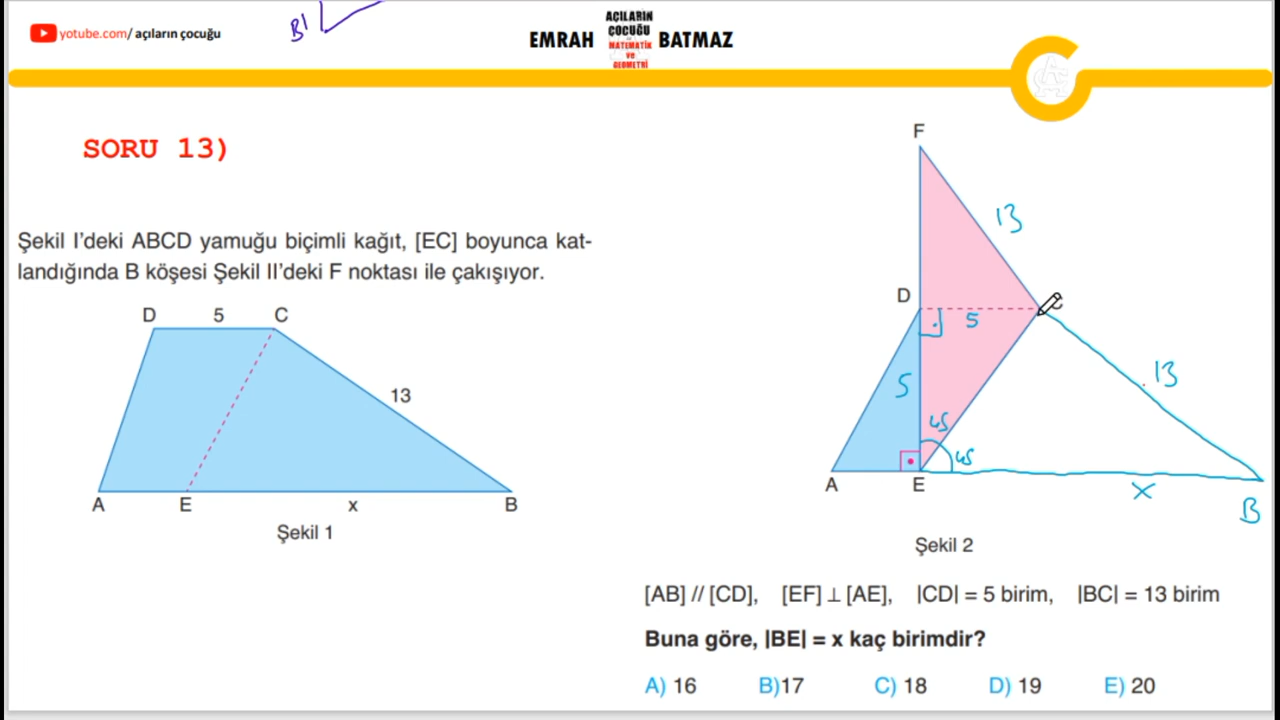 yotube.com/ açıların çocuğu
B'
EMRAH
AÇILARIN
ÇOCUĞU
MATEMATİK
ve
GEOMETRİ
BATMAZ
SORU 13)
Şekil I’deki ABCD yamuğu biçimli kağıt, [EC] boyunca kat-
landığında B köşesi Şekil II’deki F noktası ile çakışıyor.
D 5 C
13
A E x B
Şekil 1
F
13
D
5
5
13
45
45
A E x
B
Şekil 2
[AB] // [CD], [EF] ⊥ [AE], |CD| = 5 birim, |BC| = 13 birim
Buna göre, |BE| = x kaç birimdir?
A) 16 B)17 C) 18 D) 19 E) 20